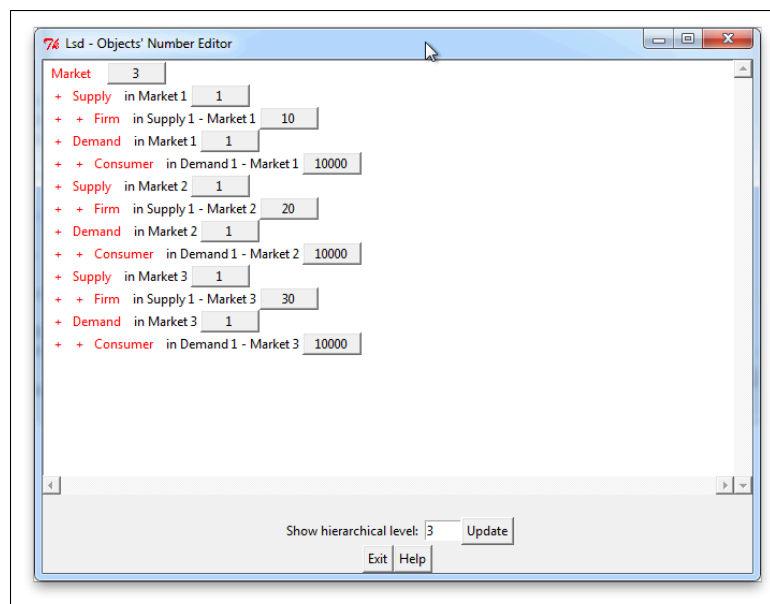 Lsd - Objects' Number Editor
Market 3
+ Supply in Market 1 1
+ + Firm in Supply 1 - Market 1 10
+ Demand in Market 1 1
+ + Consumer in Demand 1 - Market 1 10000
+ Supply in Market 2 1
+ + Firm in Supply 1 - Market 2 20
+ Demand in Market 2 1
+ + Consumer in Demand 1 - Market 2 10000
+ Supply in Market 3 1
+ + Firm in Supply 1 - Market 3 30
+ Demand in Market 3 1
+ + Consumer in Demand 1 - Market 3 10000
Show hierarchical level: 3 Update
Exit Help